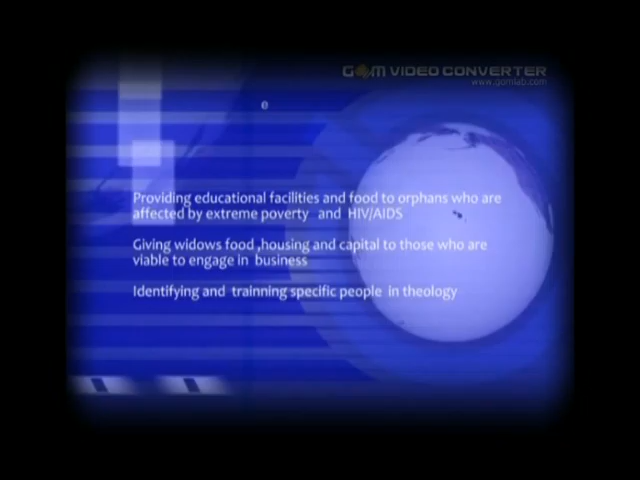 GOM VIDEO CONVERTER
www.gomlab.com
e
Providing educational facilities and food to orphans who are
affected by extreme poverty and HIV/AIDS
Giving widows food ,housing and capital to those who are
viable to engage in business
Identifying and trainning specific people in theology